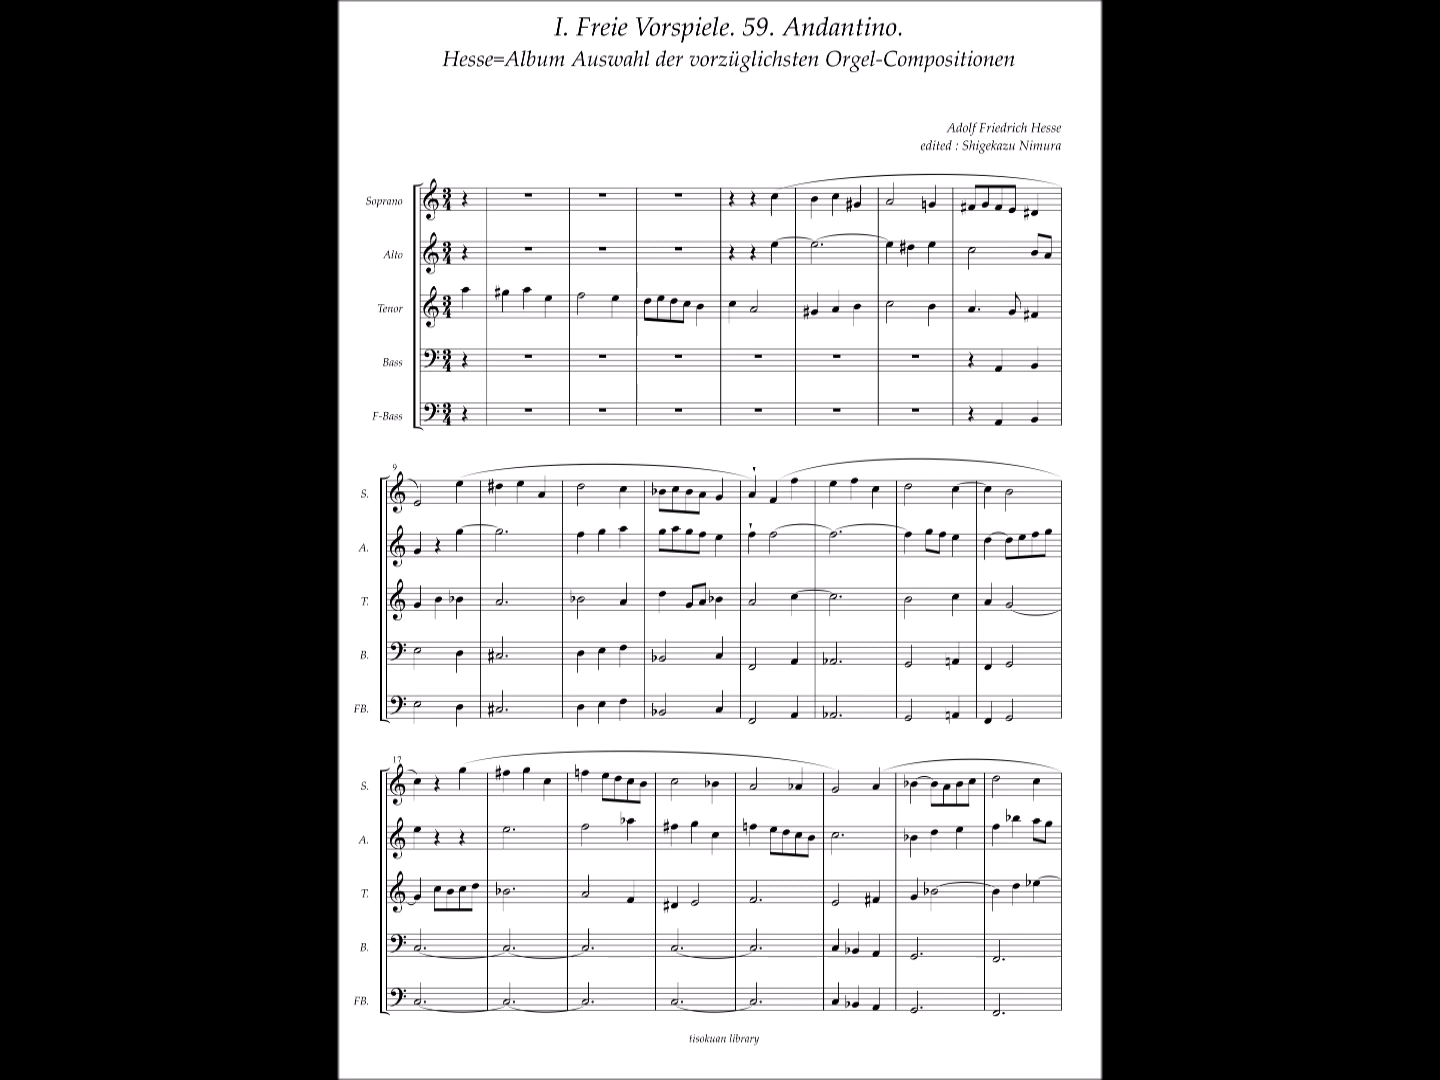 I. Freie Vorspiele. 59. Andantino.
Hesse=Album Auswahl der vorzüglichsten Orgel-Compositionen
Adolf Friedrich Hesse
edited : Shigekazu Nimura
Soprano
Alto
Tenor
Bass
F-Bass
9
S.
A.
T.
B.
FB.
17
S.
A.
T.
B.
FB.
tisokuan library